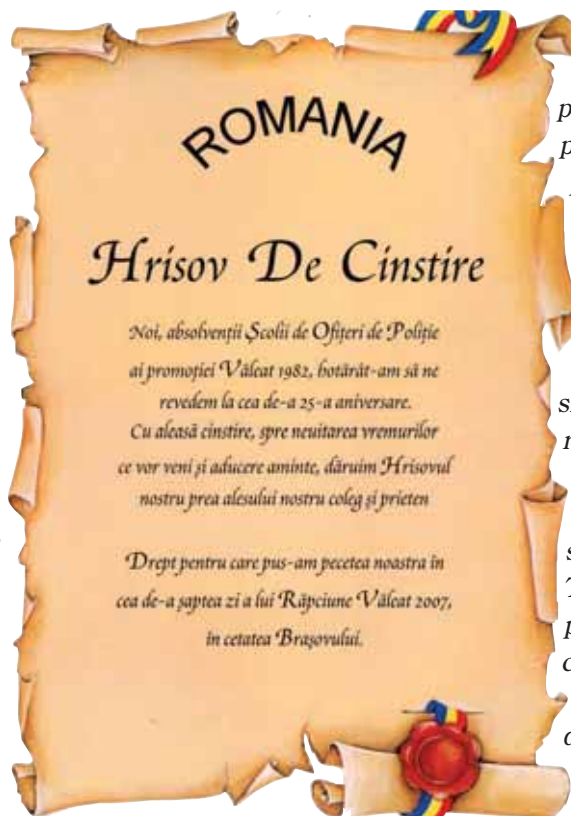 ROMANIA
Hrisov De Cinstire
Noi, absolvenții Școlii de Ofițeri de Poliție
ai promoției Văleat 1982, hotărât-am să ne
revedem la cea de-a 25-a aniversare.
Cu aleasă cinstire, spre neuitarea vremurilor
ce vor veni și aducere aminte, dăruim Hrisovul
nostru prea alesului nostru coleg și prieten
Drept pentru care pus-am pecetea noastra în
cea de-a șaptea zi a lui Răpciune Văleat 2007,
în cetatea Brașovului.